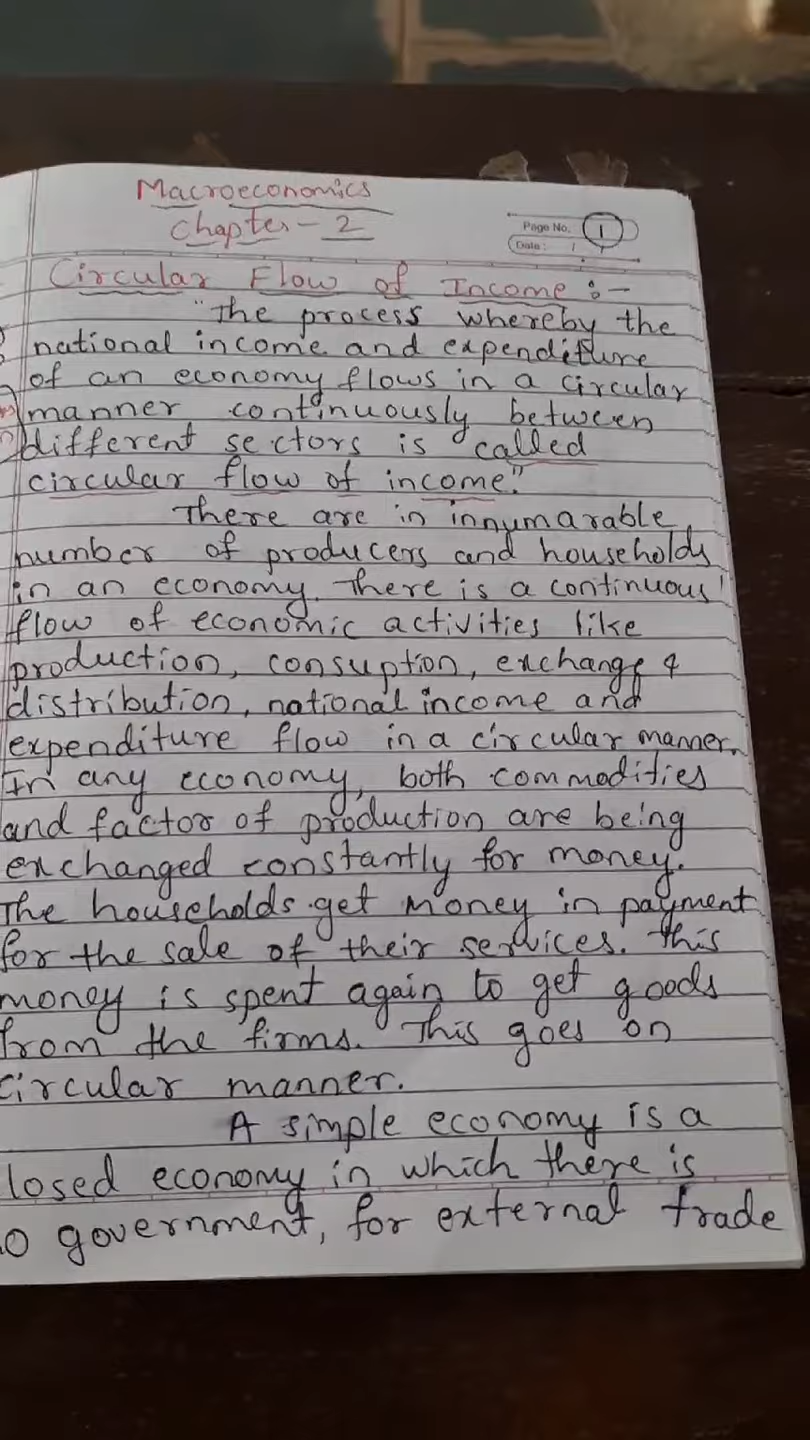 Macroeconomics
Chapter - 2
Page No. 1
Date : / /
Circular Flow of Income :-
"The process whereby the
national income and expenditure
of an economy flows in a circular
manner continuously between
different sectors is called
circular flow of income."
There are in innumarable
number of producers and households
in an economy. There is a continuous
flow of economic activities like
production, consuption, exchange &
distribution, national income and
expenditure flow in a circular manner.
In any economy, both commodities
and factor of production are being
exchanged constantly for money.
The households get money in payment
for the sale of their services. This
money is spent again to get goods
from the firms. This goes on
circular manner.
A simple economy is a
losed economy in which there is
o government, for external trade